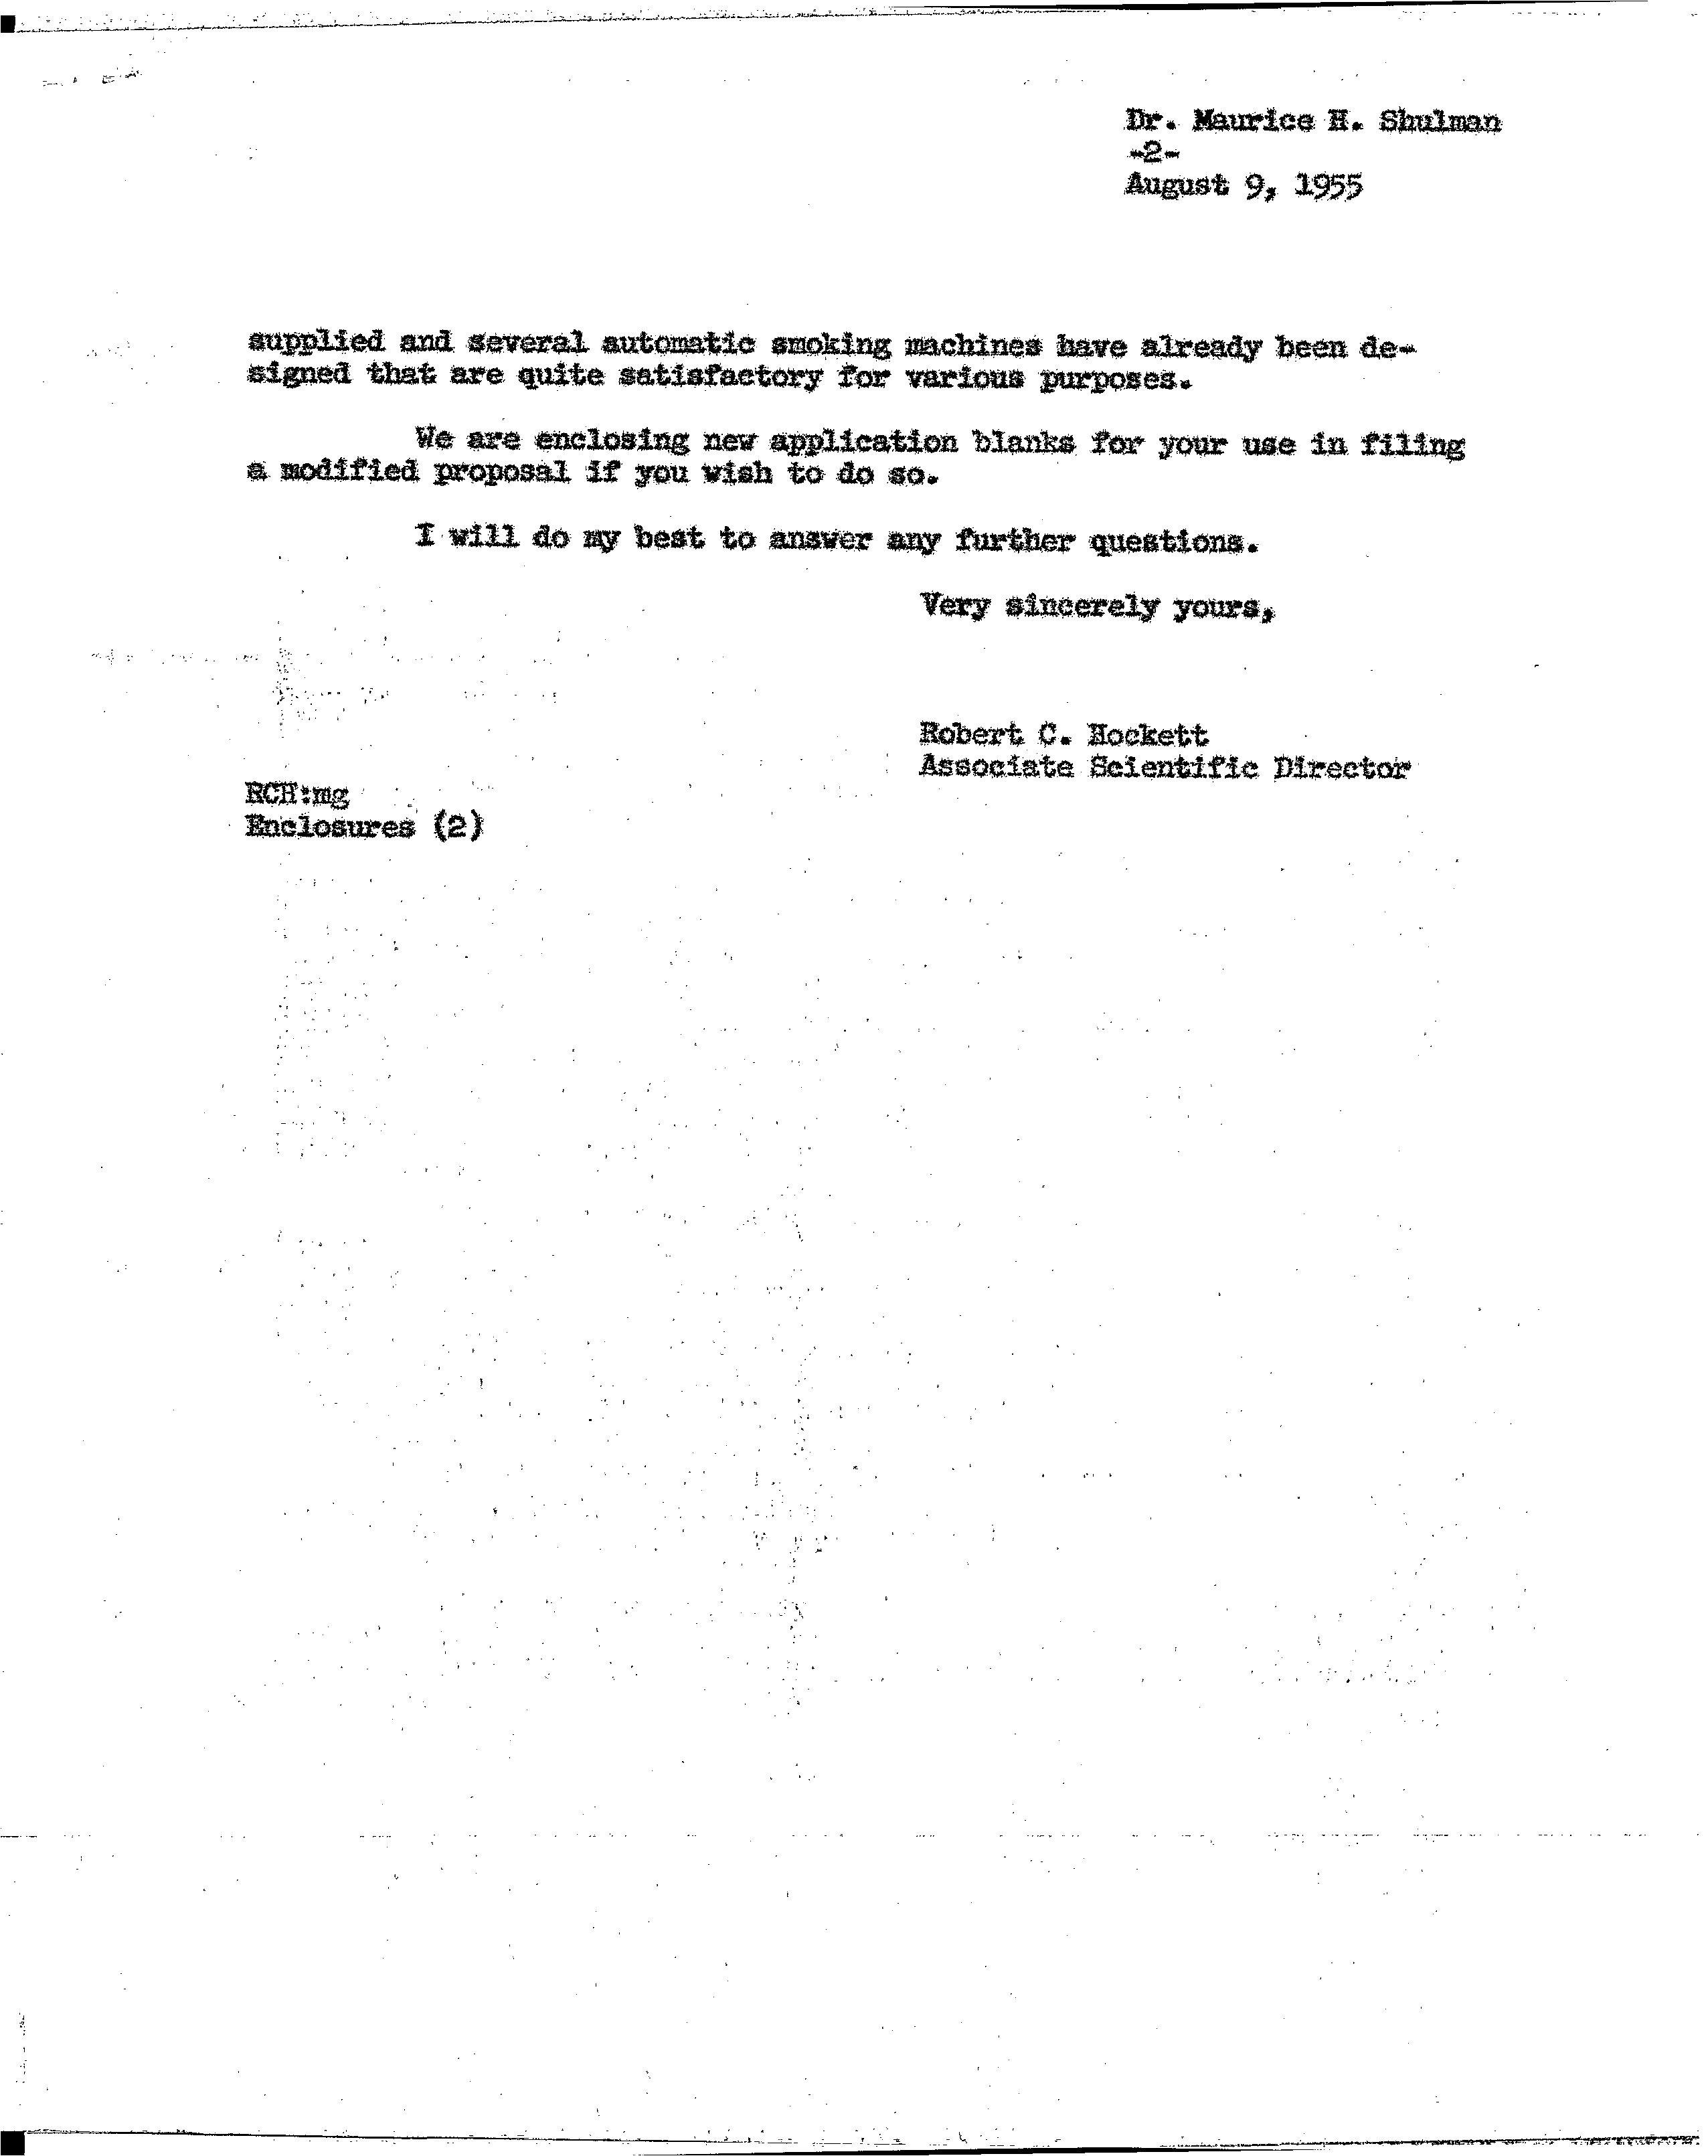 Dr. Maurice H. Shulman
-2-
August 9, 1955
supplied and several automatic smoking machines have already been de-
signed that are quite satisfactory for various purposes.
We are enclosing new application blanks for your use in filing
a modified proposal if you wish to do so.
I will do my best to answer any further questions.
Very sincerely yours,
Robert C. Hockett
Associate Scientific Director
RCH:mg
Enclosures (2)